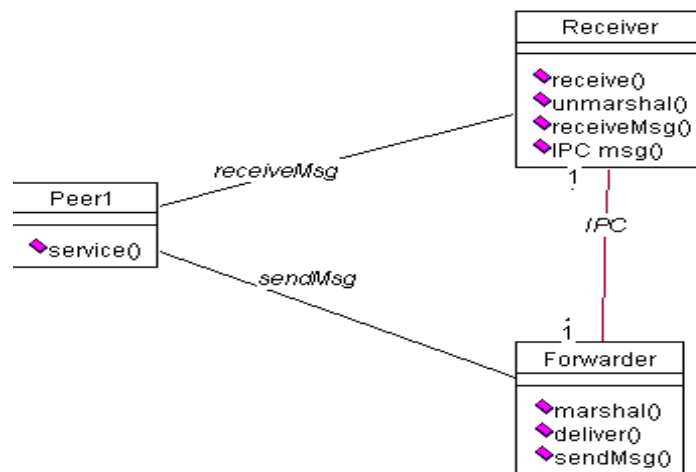 Receiver
receive()
unmarshal()
receiveMsg()
IPC msg()
1
receiveMsg
Peer1
service()
IPC
sendMsg
1
Forwarder
marshal()
deliver()
sendMsg()